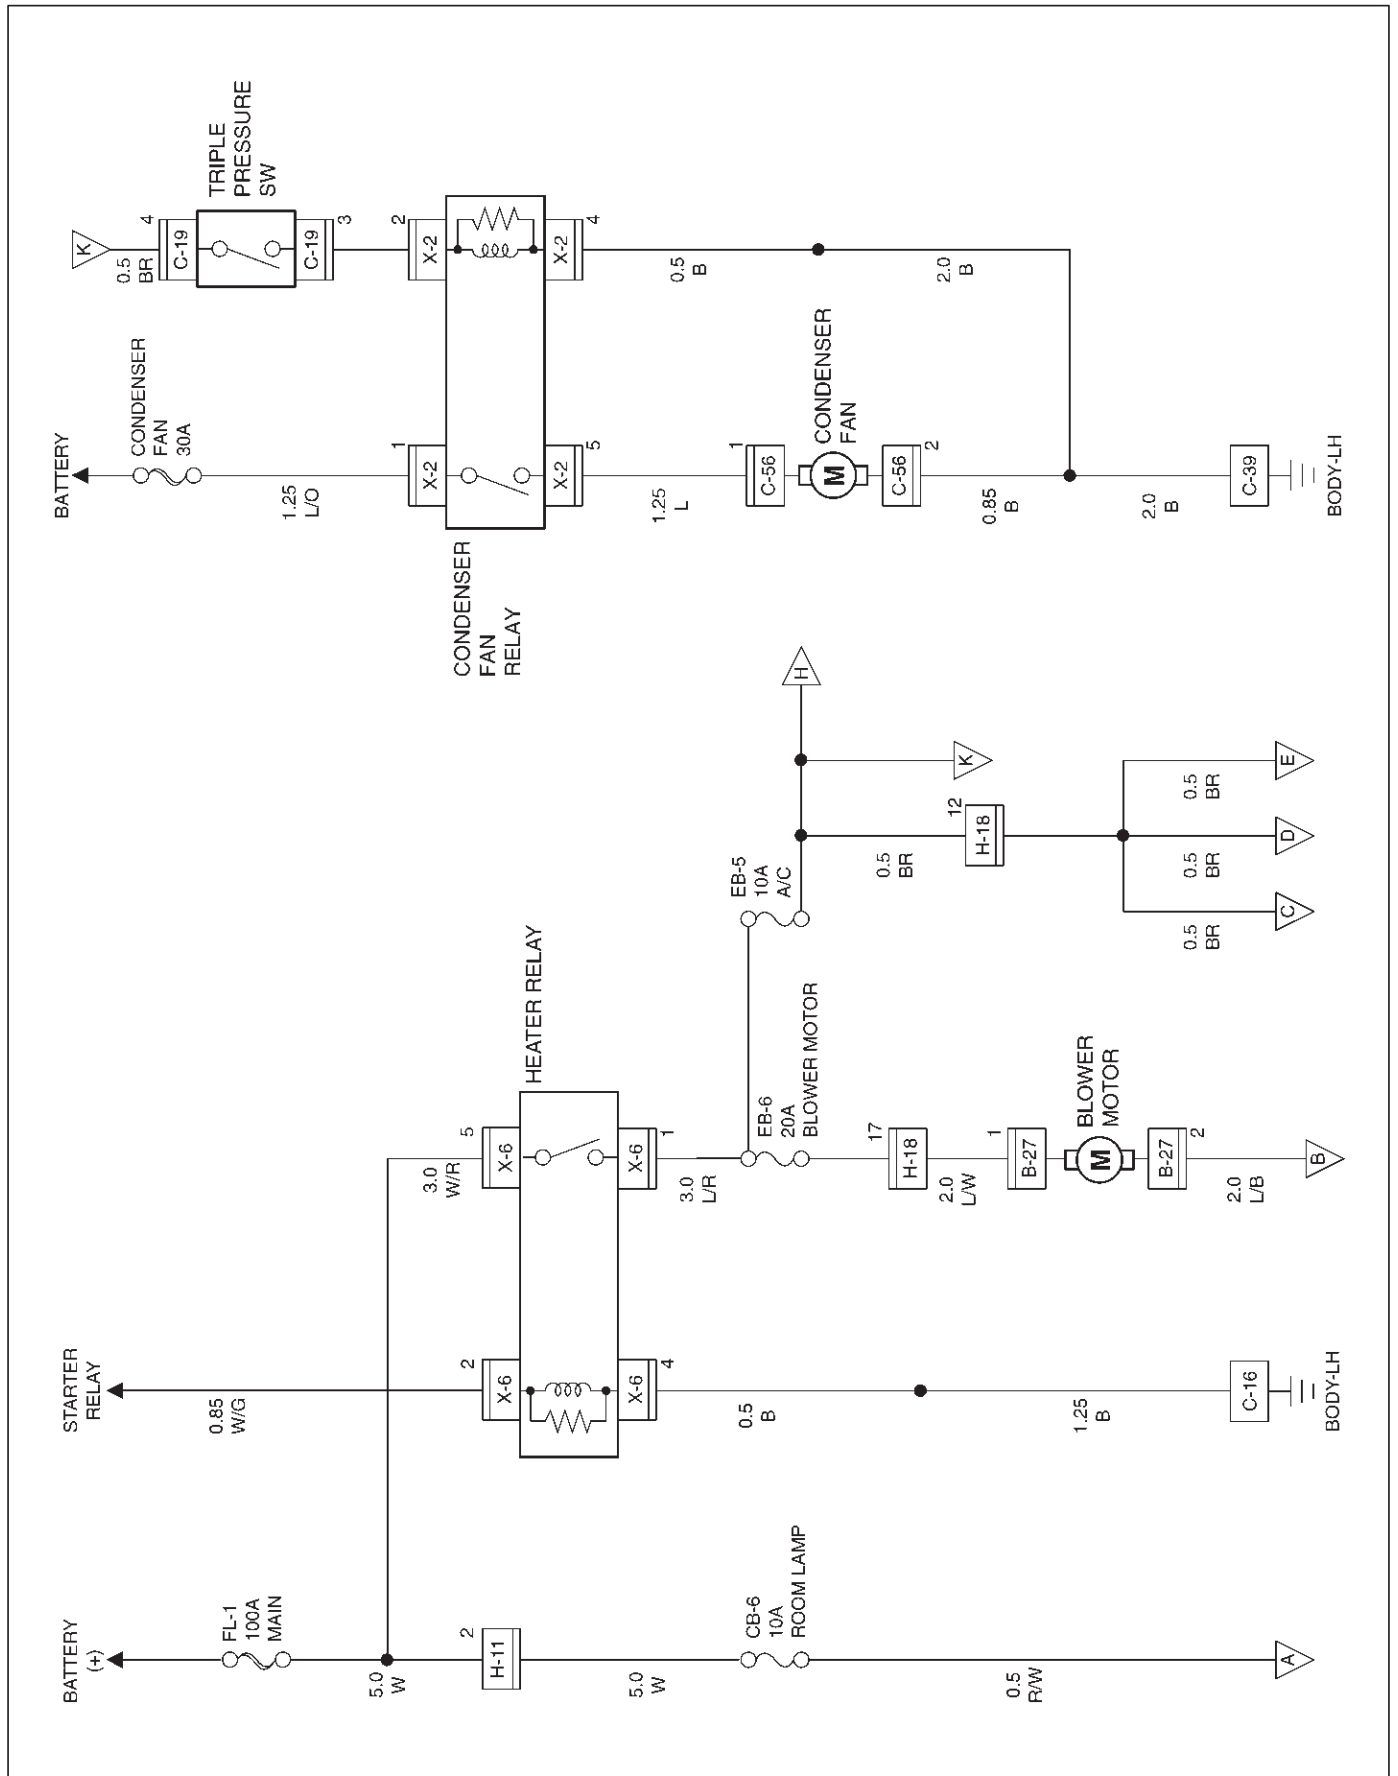 BATTERY
(+)
FL-1
100A
MAIN
5.0
W
2
H-11
5.0
W
CB-6
10A
ROOM LAMP
0.5
R/W
A
STARTER
RELAY
0.85
W/G
2
X-6
X-6
4
0.5
B
1.25
B
C-16
BODY-LH
3.0
W/R
5
X-6
HEATER RELAY
X-6
1
3.0
L/R
EB-6
20A
BLOWER MOTOR
17
H-18
2.0
L/W
1
B-27
M
BLOWER
MOTOR
B-27
2
2.0
L/B
B
EB-5
10A
A/C
H
K
0.5
BR
12
H-18
0.5
BR
C
0.5
BR
D
0.5
BR
E
BATTERY
CONDENSER
FAN
30A
1.25
L/O
1
X-2
CONDENSER
FAN
RELAY
X-2
5
1.25
L
1
C-56
M
CONDENSER
FAN
C-56
2
0.85
B
2.0
B
C-39
BODY-LH
K
0.5
BR
4
C-19
TRIPLE
PRESSURE
SW
C-19
3
2
X-2
X-2
4
0.5
B
2.0
B